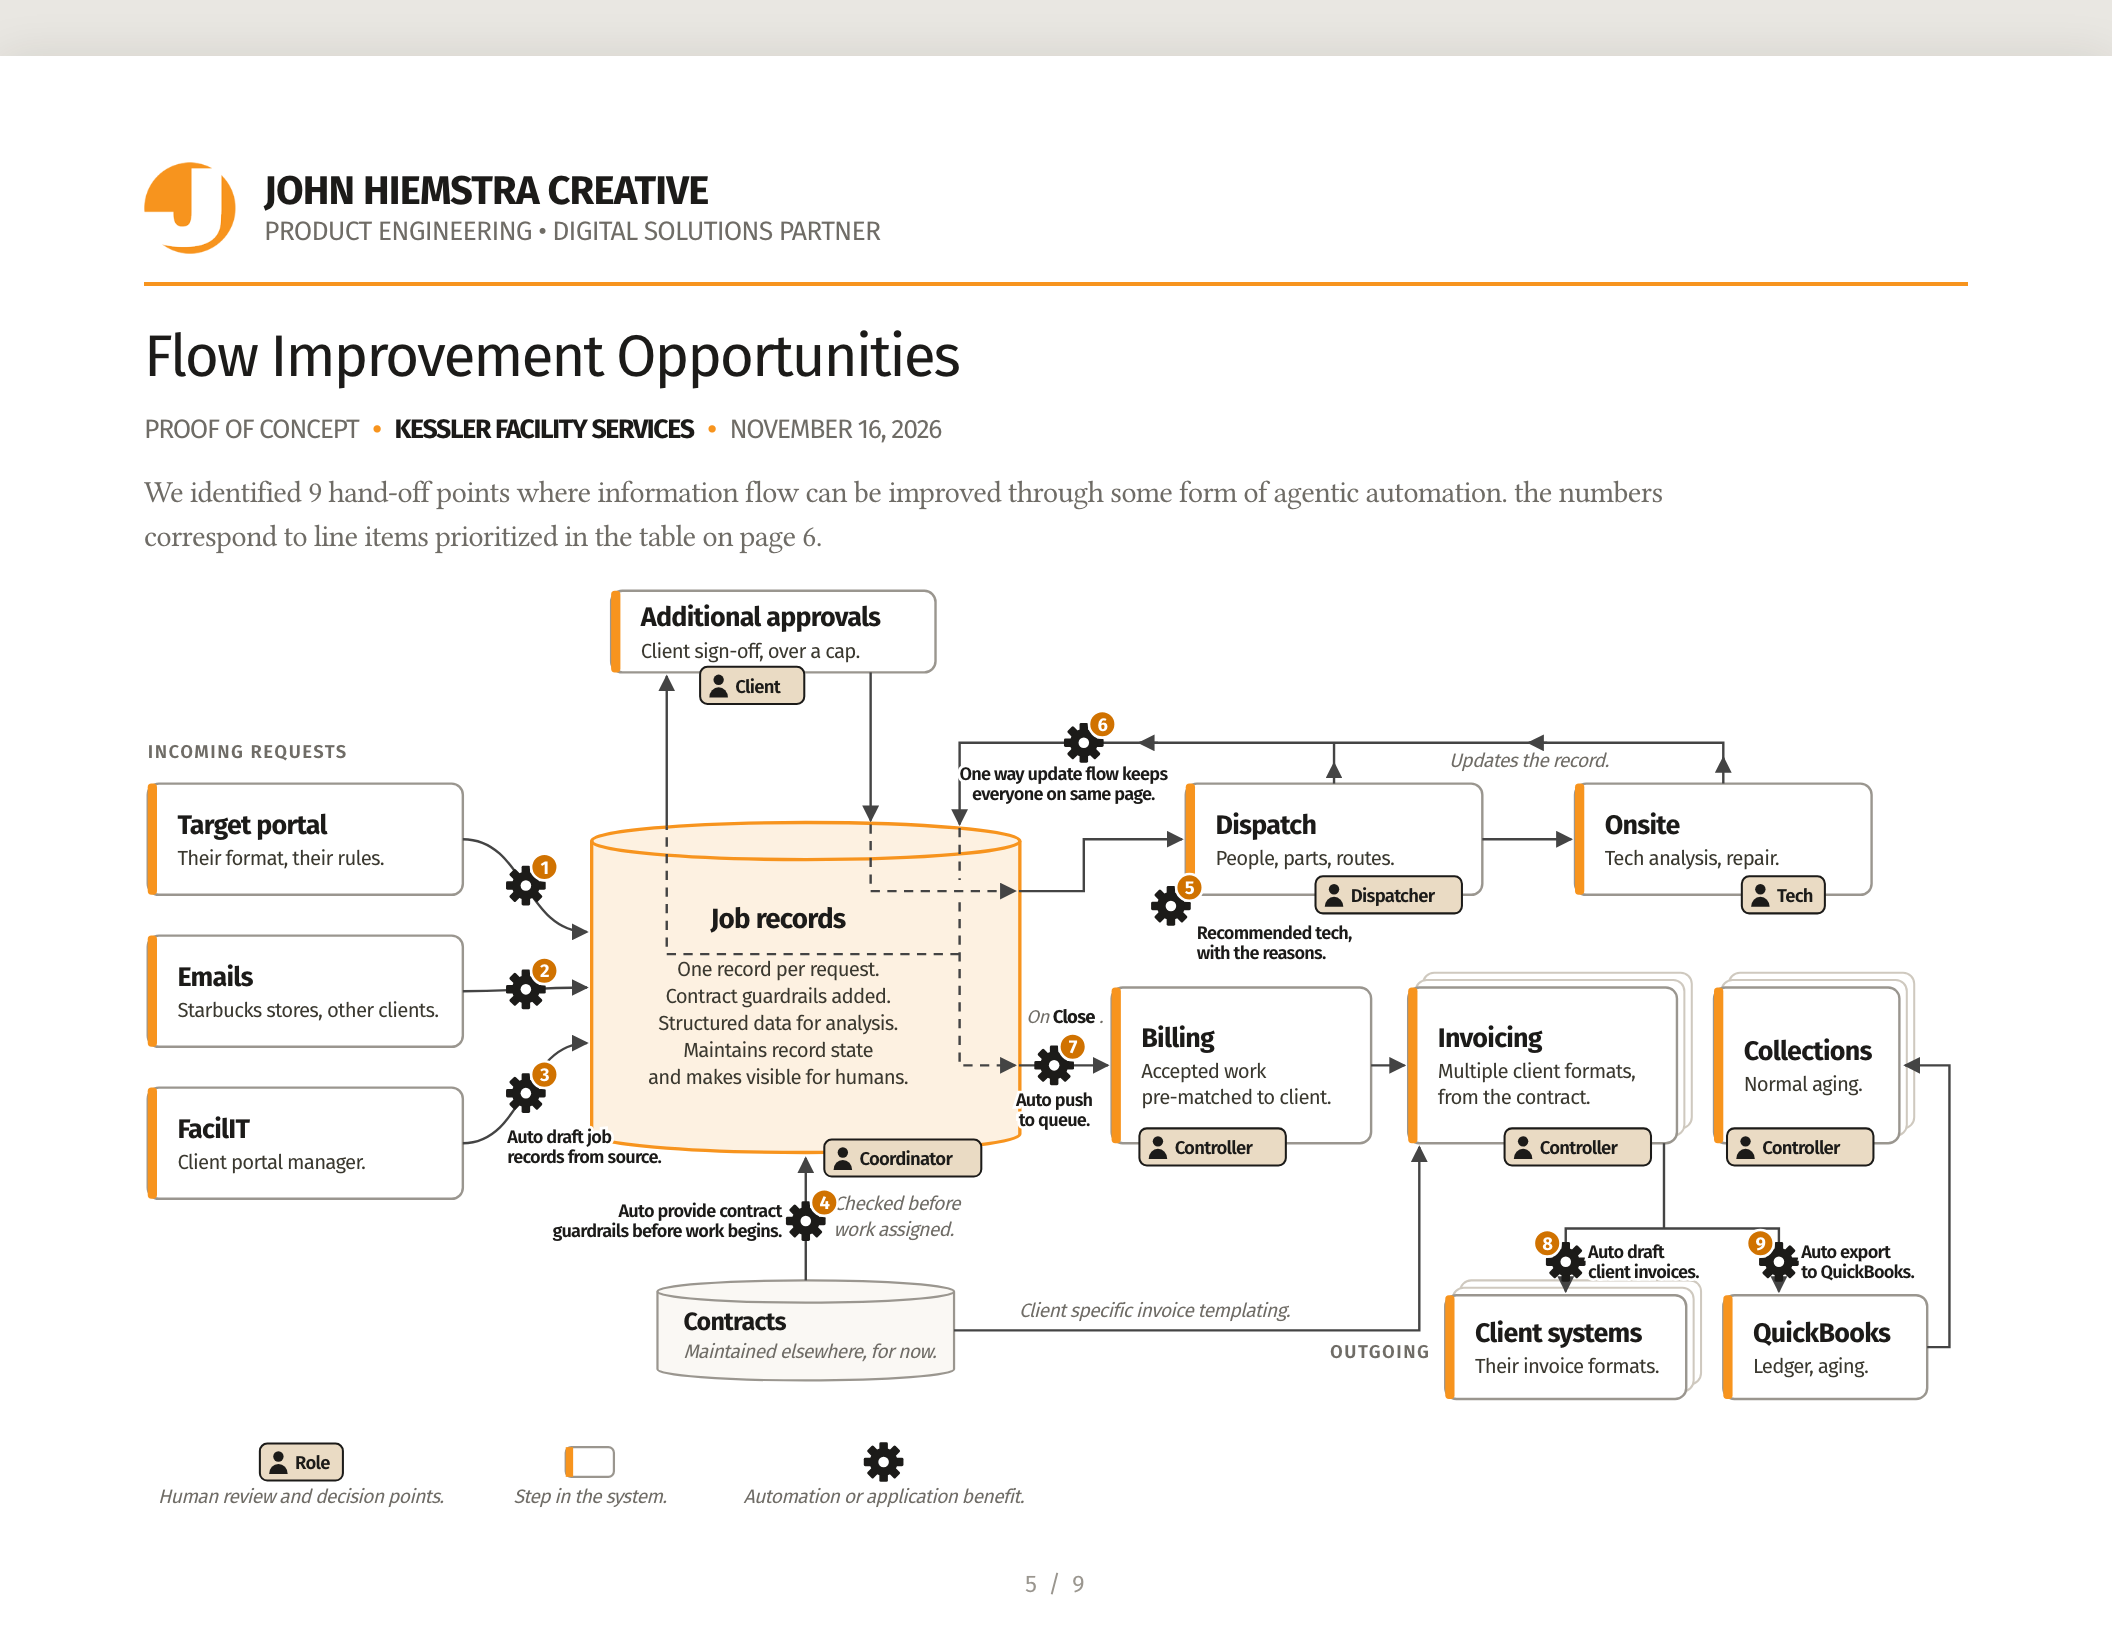 JOHN HIEMSTRA CREATIVE
PRODUCT ENGINEERING • DIGITAL SOLUTIONS PARTNER
Flow Improvement Opportunities
PROOF OF CONCEPT • KESSLER FACILITY SERVICES • NOVEMBER 16, 2026
We identified 9 hand-off points where information flow can be improved through some form of agentic automation. the numbers
correspond to line items prioritized in the table on page 6.
Additional approvals
Client sign-off, over a cap.
Client
INCOMING REQUESTS
Target portal
Their format, their rules.
1
Emails
Starbucks stores, other clients.
2
FacilIT
Client portal manager.
3
Auto draft job
records from source.
Job records
One record per request.
Contract guardrails added.
Structured data for analysis.
Maintains record state
and makes visible for humans.
Coordinator
4
Auto provide contract
guardrails before work begins.
Checked before
work assigned.
Contracts
Maintained elsewhere, for now.
6
One way update flow keeps
everyone on same page.
Updates the record.
Dispatch
People, parts, routes.
Dispatcher
5
Recommended tech,
with the reasons.
Onsite
Tech analysis, repair.
Tech
On Close .
7
Auto push
to queue.
Billing
Accepted work
pre-matched to client.
Controller
Invoicing
Multiple client formats,
from the contract.
Controller
Collections
Normal aging.
Controller
8
Auto draft
client invoices.
9
Auto export
to QuickBooks.
Client specific invoice templating.
OUTGOING
Client systems
Their invoice formats.
QuickBooks
Ledger, aging.
Role
Human review and decision points.
Step in the system.
Automation or application benefit.
5 / 9